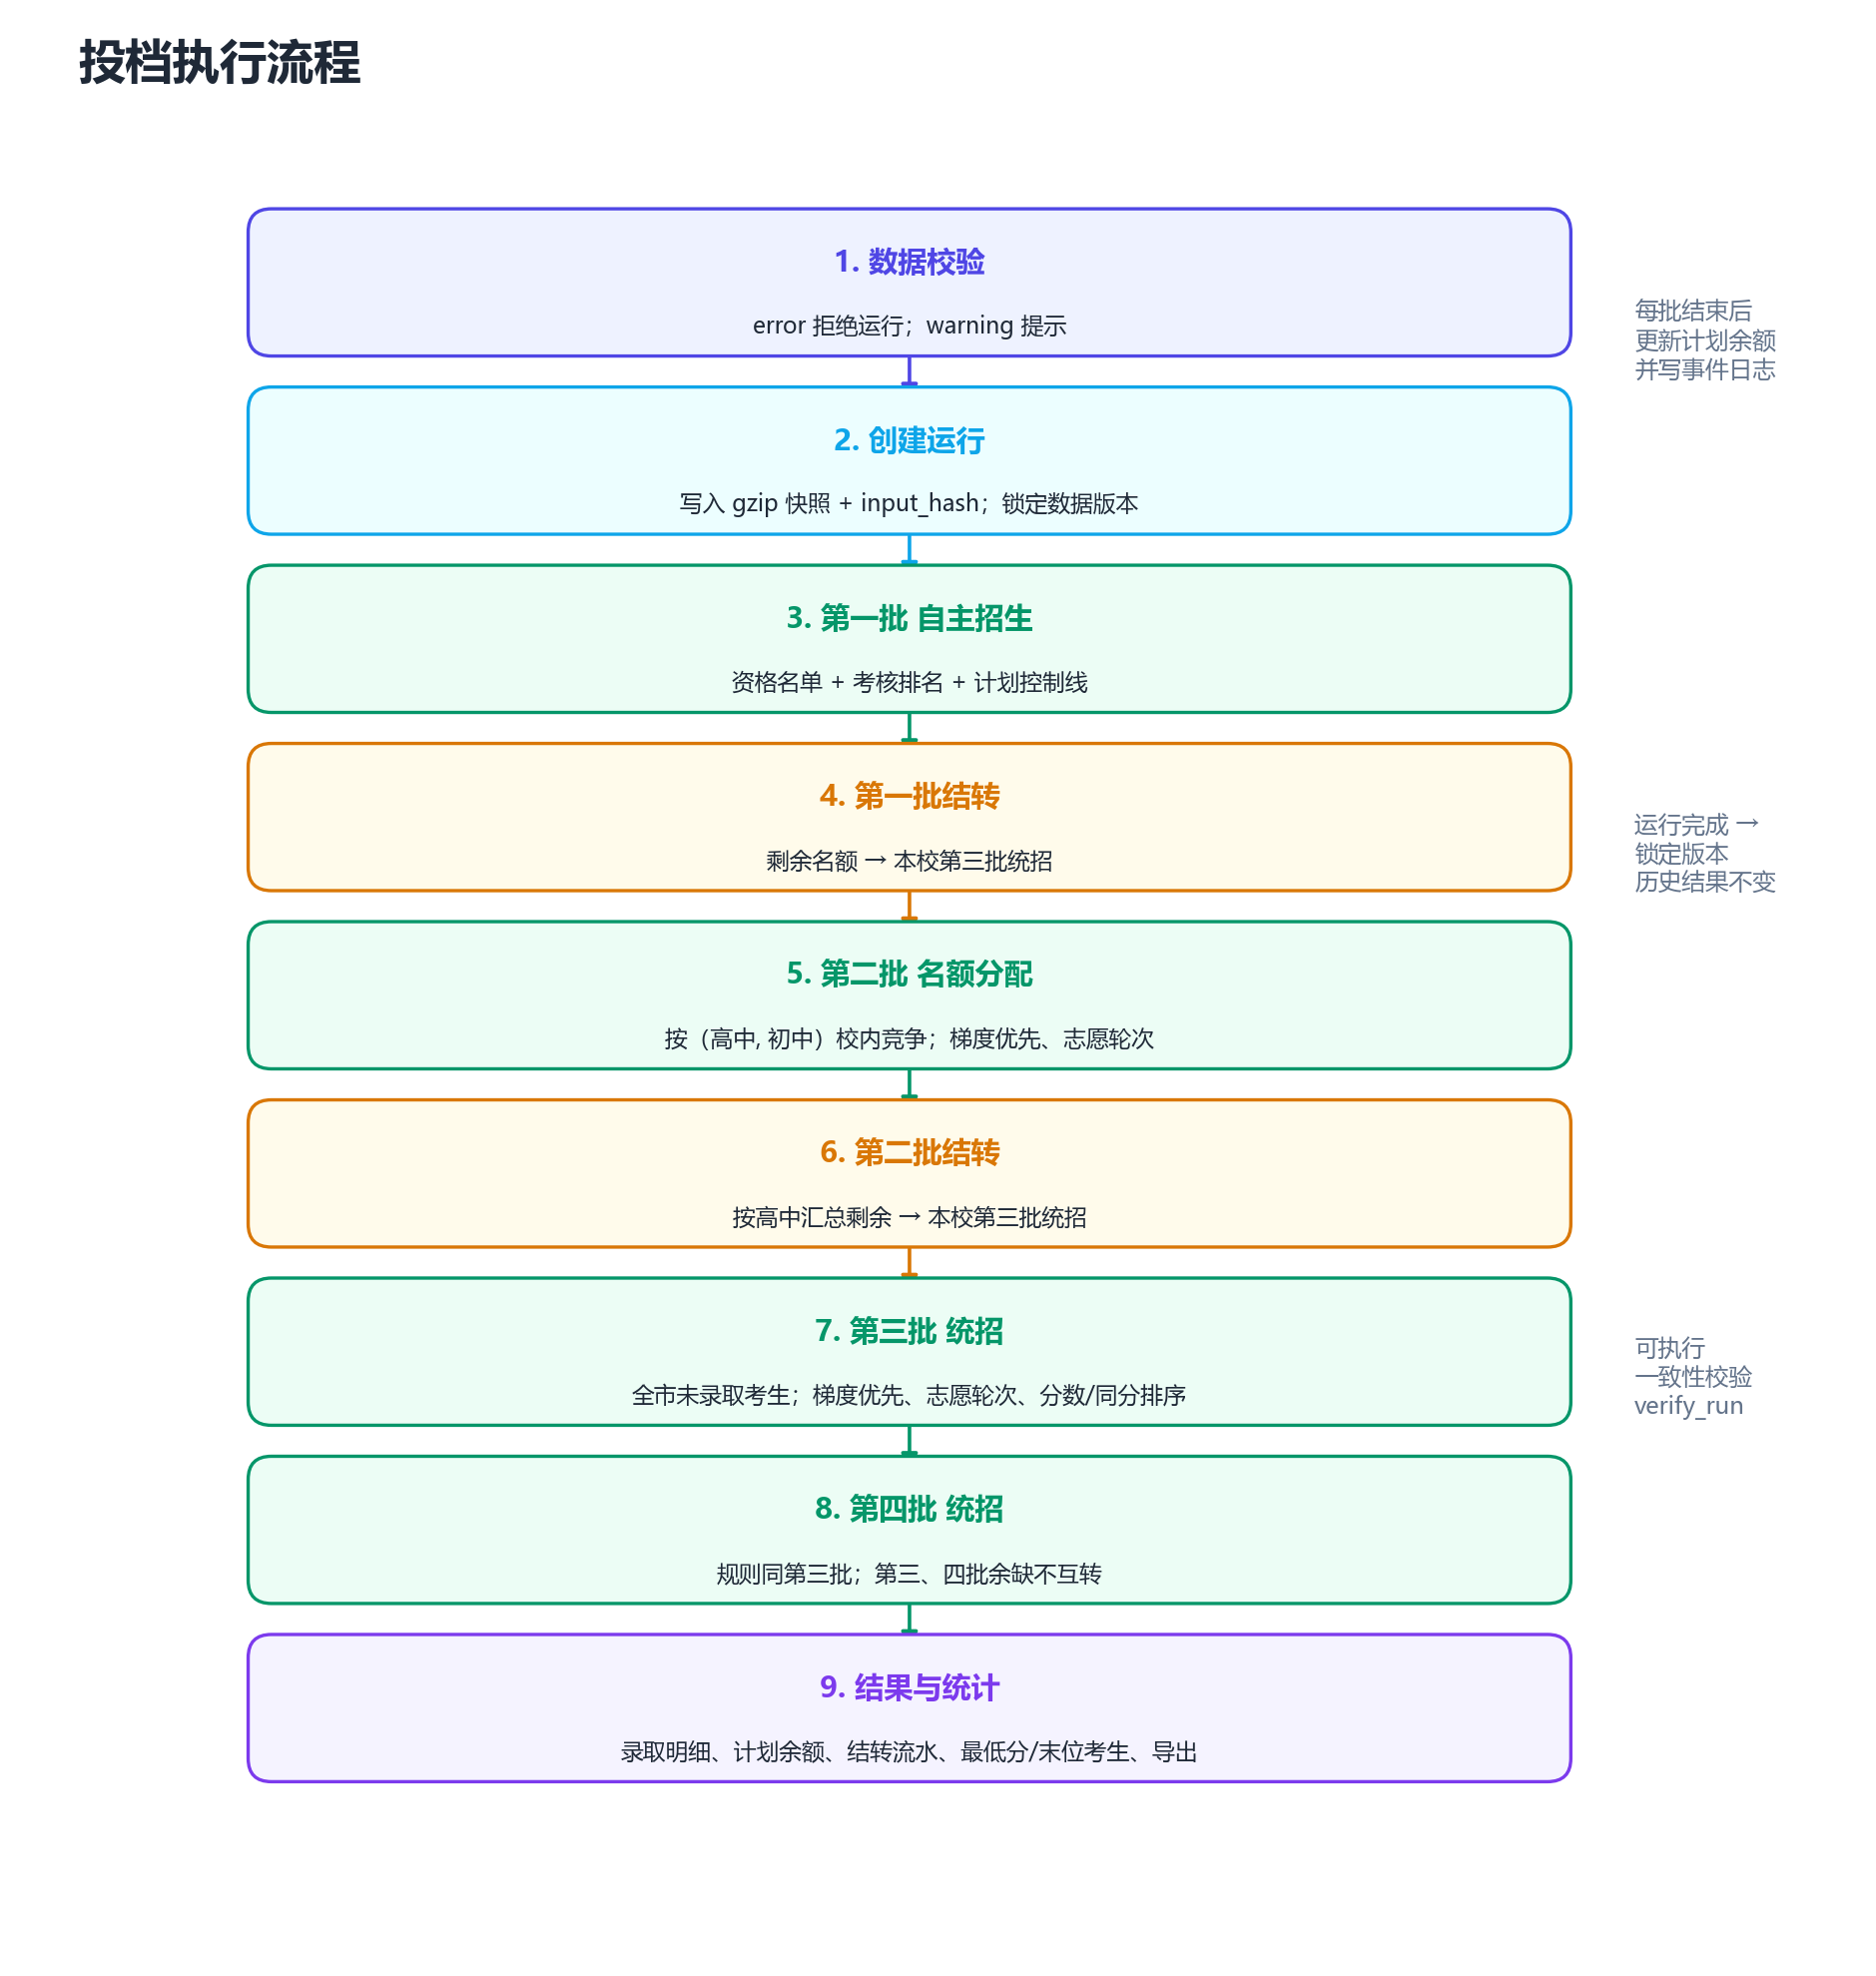 投档执行流程
1. 数据校验
error 拒绝运行；warning 提示
每批结束后
更新计划余额
并写事件日志
2. 创建运行
写入 gzip 快照 + input_hash；锁定数据版本
3. 第一批 自主招生
资格名单 + 考核排名 + 计划控制线
4. 第一批结转
剩余名额 → 本校第三批统招
运行完成 →
锁定版本
历史结果不变
5. 第二批 名额分配
按（高中, 初中）校内竞争；梯度优先、志愿轮次
6. 第二批结转
按高中汇总剩余 → 本校第三批统招
7. 第三批 统招
全市未录取考生；梯度优先、志愿轮次、分数/同分排序
可执行
一致性校验
verify_run
8. 第四批 统招
规则同第三批；第三、四批余缺不互转
9. 结果与统计
录取明细、计划余额、结转流水、最低分/末位考生、导出